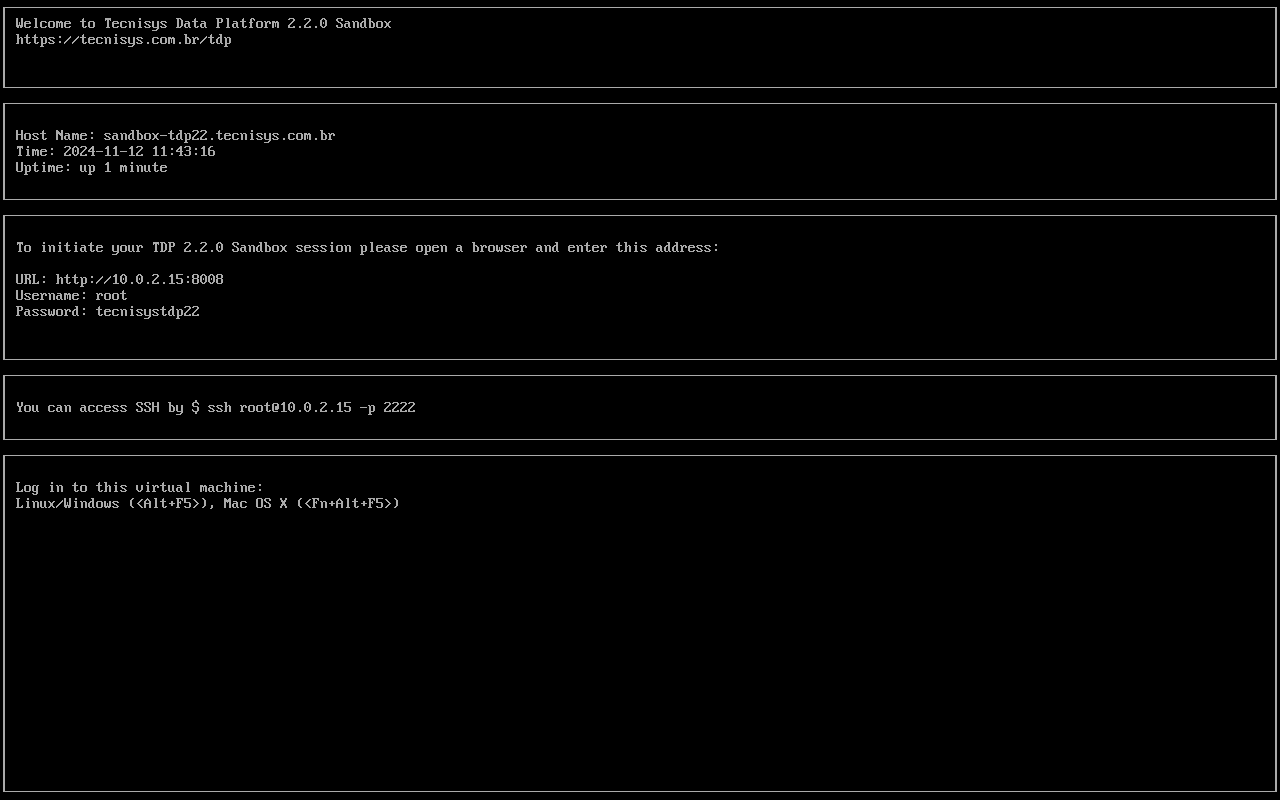 Welcome to Tecnisys Data Platform 2.2.0 Sandbox
https://tecnisys.com.br/tdp
Host Name: sandbox-tdp22.tecnisys.com.br
Time: 2024-11-12 11:43:16
Uptime: up 1 minute
To initiate your TDP 2.2.0 Sandbox session please open a browser and enter this address:
URL: http://10.0.2.15:8008
Username: root
Password: tecnisystdp22
You can access SSH by $ ssh root@10.0.2.15 -p 2222
Log in to this virtual machine:
Linux/Windows (<Alt+F5>), Mac OS X (<Fn+Alt+F5>)